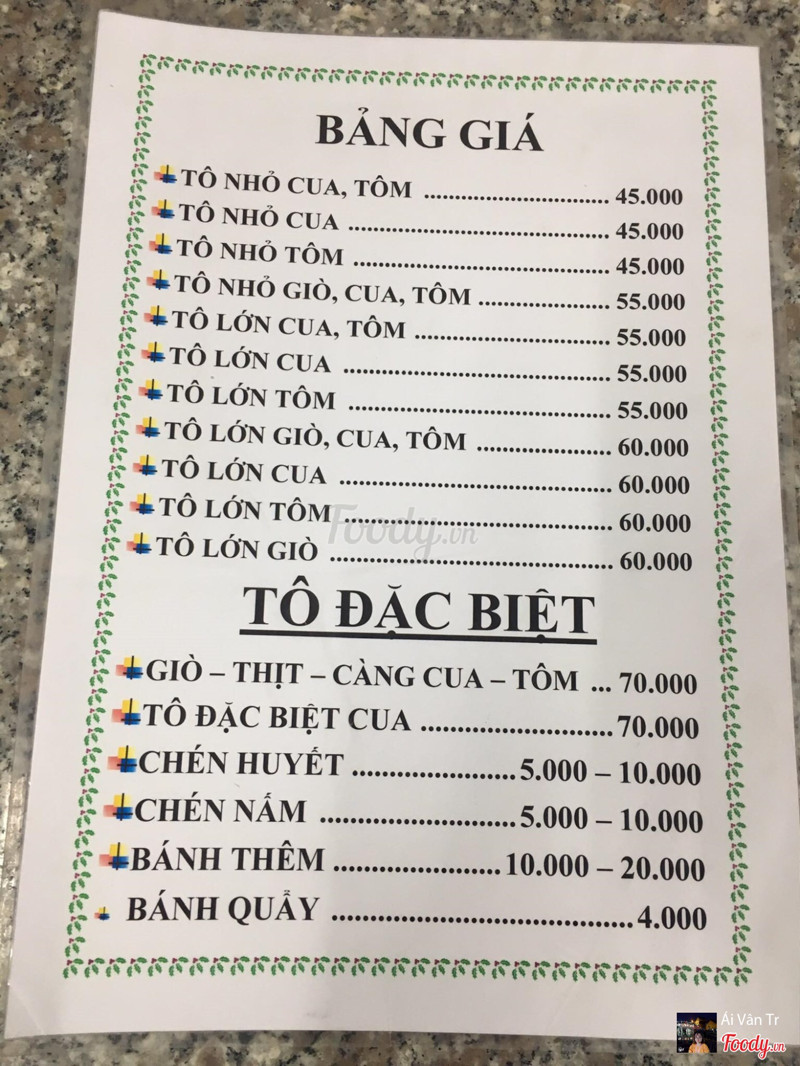 BẢNG GIÁ
TÔ NHỎ CUA, TÔM ................................ 45.000
TÔ NHỎ CUA ............................................. 45.000
TÔ NHỎ TÔM ............................................ 45.000
TÔ NHỎ GIÒ, CUA, TÔM ....................... 55.000
TÔ LỚN CUA, TÔM .................................. 55.000
TÔ LỚN CUA .............................................. 55.000
TÔ LỚN TÔM ............................................. 55.000
TÔ LỚN GIÒ, CUA, TÔM ....................... 60.000
TÔ LỚN CUA .............................................. 60.000
TÔ LỚN TÔM ............................................. 60.000
TÔ LỚN GIÒ ................................................ 60.000
Foody.vn
TÔ ĐẶC BIỆT
GIÒ – THỊT – CÀNG CUA – TÔM ... 70.000
TÔ ĐẶC BIỆT CUA ..........................70.000
CHÉN HUYẾT ......................5.000 – 10.000
CHÉN NẤM ..........................5.000 – 10.000
BÁNH THÊM ......................10.000 – 20.000
BÁNH QUẨY ........................................4.000
Ái Vân Tr
Foody.vn